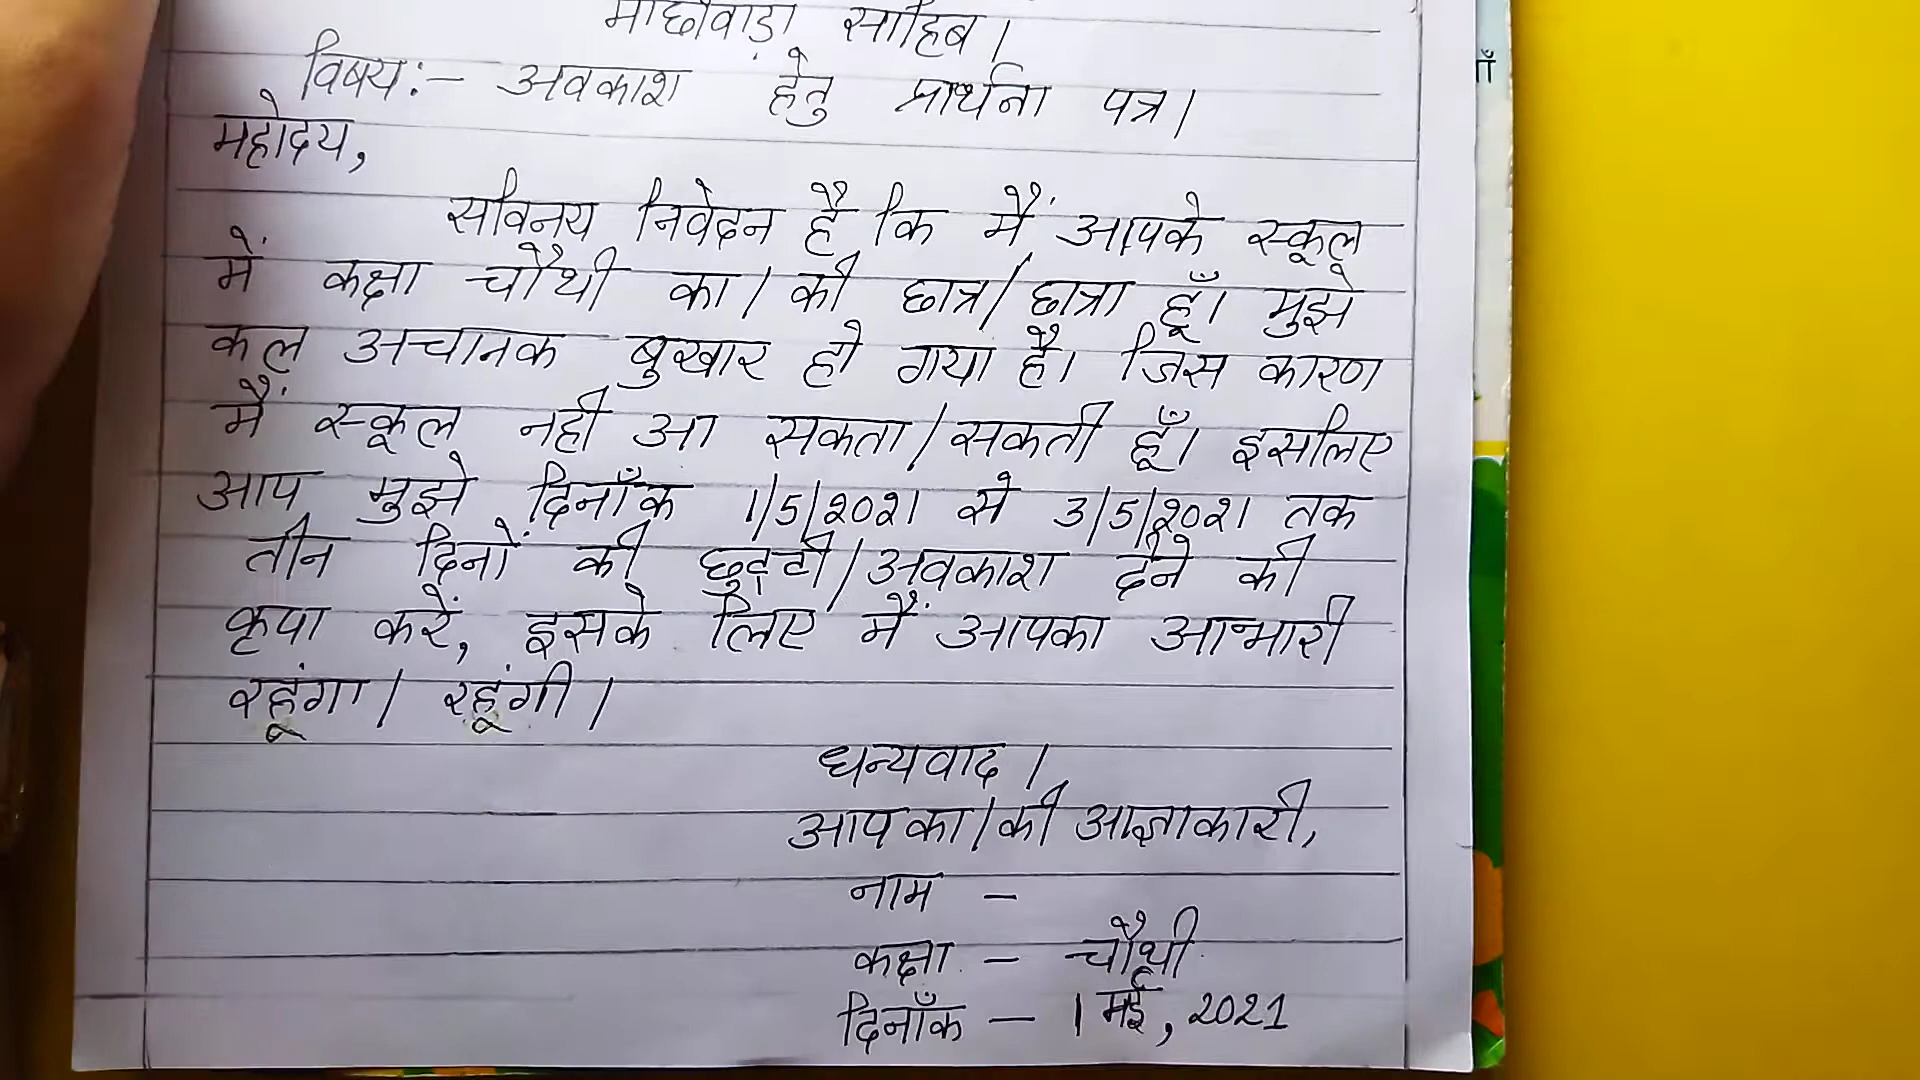 माछीवाड़ा साहिब।
विषय:- अवकाश हेतु प्रार्थना पत्र।
महोदय,
सविनय निवेदन है कि मैं आपके स्कूल
में कक्षा चौथी का/की छात्र/छात्रा हूँ। मुझे
कल अचानक बुखार हो गया है। जिस कारण
मैं स्कूल नही आ सकता/सकती हूँ। इसलिए
आप मुझे दिनाँक 1/5/2021 से 3/5/2021 तक
तीन दिनों की छुट्टी/अवकाश देने की
कृपा करें, इसके लिए मैं आपका आभारी
रहूंगा/ रहूंगी।
धन्यवाद।
आपका/की आज्ञाकारी,
नाम -
कक्षा - चौथी
दिनाँक - 1 मई, 2021